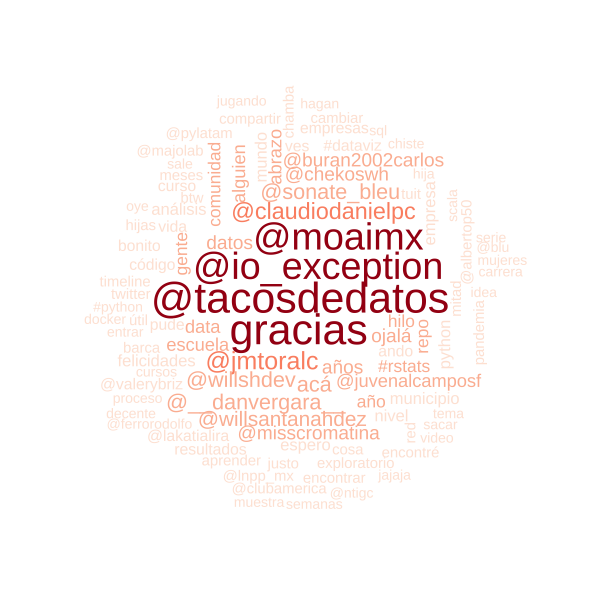 jugando
chamba
hagan
compartir
cambiar
@pylatam
mundo
abrazo
empresas
sql
@majolab
comunidad
alguien
ves
#dataviz
chiste
sale
@buran2002carlos
meses
@chekoswh
hija
curso
@sonate_bleu
tuit
empresa
scala
@albertop50
btw
oye
análisis
@claudiodanielpc
hijas
vida
gente
datos
@moaimx
serie
@blu
bonito
mujeres
código
@io_exception
carrera
timeline
twitter
@tacosdedatos
mitad
idea
#python
docker
útil
pude
data
gracias
hilo
repo
python
pandemia
entrar
escuela
ojalá
barca
@jmtoralc
ando
felicidades
años
#rstats
cursos
@willshdev
acá
@juvenalcamposf
@valerybriz
proceso
@__danvergara__
año
municipio
decente
@willsantanahdez
nivel
tema
@ferrorodolfo
red
sacar
@lakatialira
@misscromatina
video
resultados
espero
cosa
encontré
aprender
justo
exploratorio
@lnpp_mx
encontrar
jajaja
@clubamerica
@ntigc
muestra
semanas